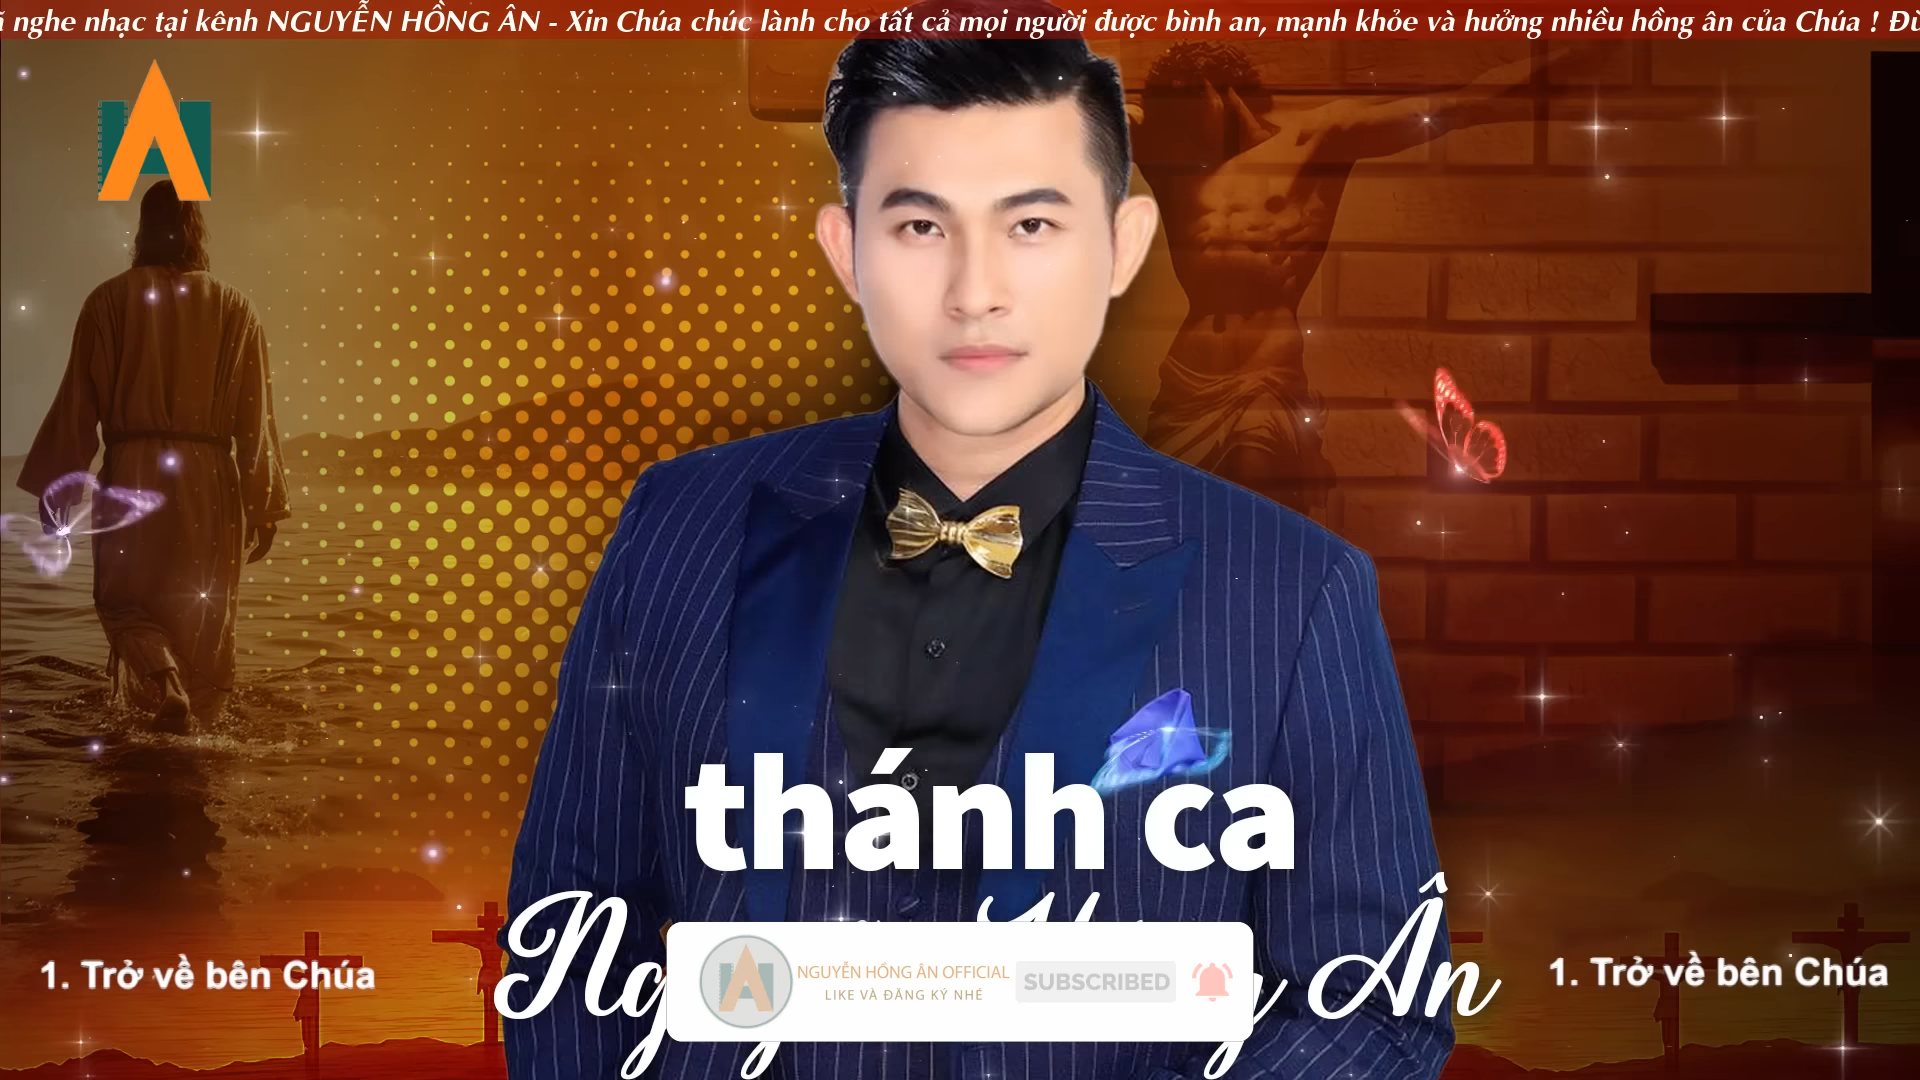 nghe nhạc tại kênh NGUYỄN HỒNG ÂN - Xin Chúa chúc lành cho tất cả mọi người được bình an, mạnh khỏe và hưởng nhiều hồng ân của Chúa !
thánh ca
Ân
1. Trở về bên Chúa
NGUYỄN HỒNG ÂN OFFICIAL
LIKE VÀ ĐĂNG KÝ NHÉ
SUBSCRIBED
1. Trở về bên Chúa